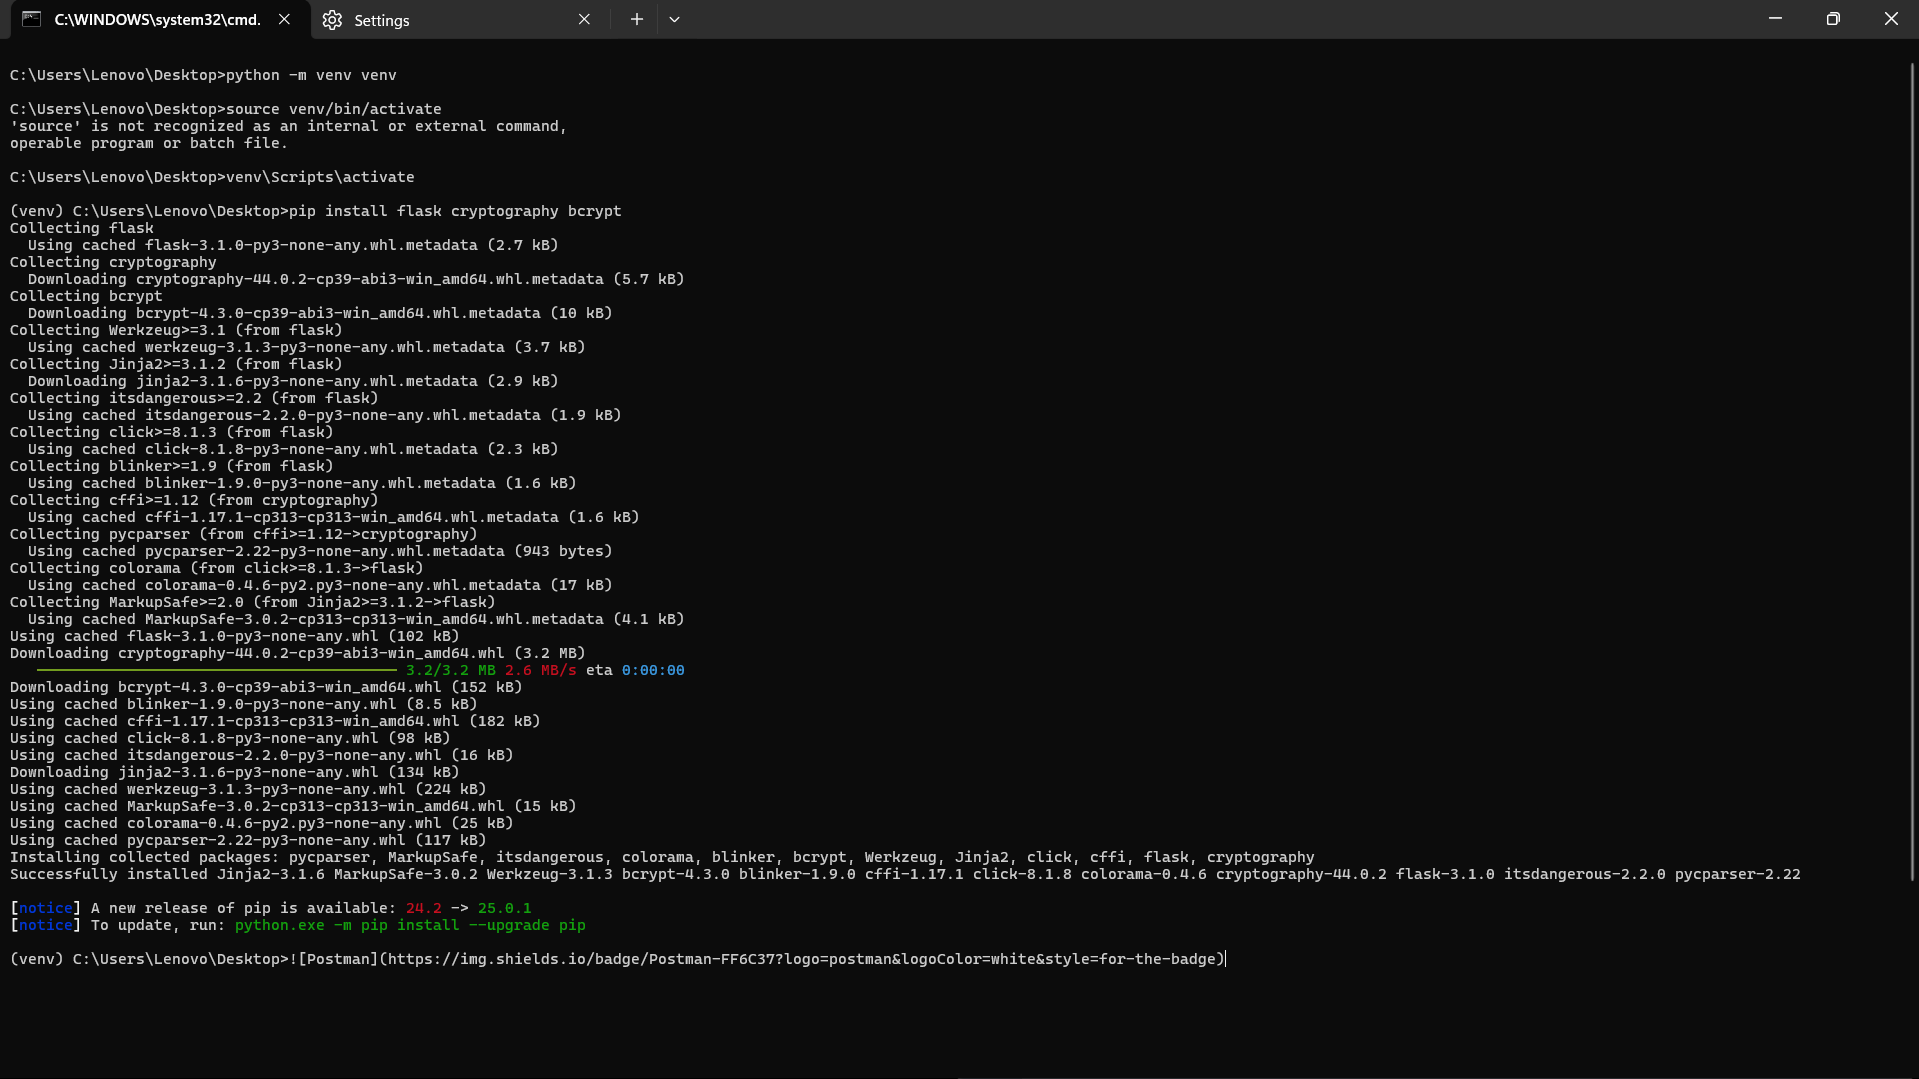 C:\WINDOWS\system32\cmd.
Settings
C:\Users\Lenovo\Desktop>python -m venv venv
C:\Users\Lenovo\Desktop>source venv/bin/activate
'source' is not recognized as an internal or external command,
operable program or batch file.
C:\Users\Lenovo\Desktop>venv\Scripts\activate
(venv) C:\Users\Lenovo\Desktop>pip install flask cryptography bcrypt
Collecting flask
  Using cached flask-3.1.0-py3-none-any.whl.metadata (2.7 kB)
Collecting cryptography
  Downloading cryptography-44.0.2-cp39-abi3-win_amd64.whl.metadata (5.7 kB)
Collecting bcrypt
  Downloading bcrypt-4.3.0-cp39-abi3-win_amd64.whl.metadata (10 kB)
Collecting Werkzeug>=3.1 (from flask)
  Using cached werkzeug-3.1.3-py3-none-any.whl.metadata (3.7 kB)
Collecting Jinja2>=3.1.2 (from flask)
  Downloading jinja2-3.1.6-py3-none-any.whl.metadata (2.9 kB)
Collecting itsdangerous>=2.2 (from flask)
  Using cached itsdangerous-2.2.0-py3-none-any.whl.metadata (1.9 kB)
Collecting click>=8.1.3 (from flask)
  Using cached click-8.1.8-py3-none-any.whl.metadata (2.3 kB)
Collecting blinker>=1.9 (from flask)
  Using cached blinker-1.9.0-py3-none-any.whl.metadata (1.6 kB)
Collecting cffi>=1.12 (from cryptography)
  Using cached cffi-1.17.1-cp313-cp313-win_amd64.whl.metadata (1.6 kB)
Collecting pycparser (from cffi>=1.12->cryptography)
  Using cached pycparser-2.22-py3-none-any.whl.metadata (943 bytes)
Collecting colorama (from click>=8.1.3->flask)
  Using cached colorama-0.4.6-py2.py3-none-any.whl.metadata (17 kB)
Collecting MarkupSafe>=2.0 (from Jinja2>=3.1.2->flask)
  Using cached MarkupSafe-3.0.2-cp313-cp313-win_amd64.whl.metadata (4.1 kB)
Using cached flask-3.1.0-py3-none-any.whl (102 kB)
Downloading cryptography-44.0.2-cp39-abi3-win_amd64.whl (3.2 MB)
3.2/3.2 MB 2.6 MB/s eta 0:00:00
Downloading bcrypt-4.3.0-cp39-abi3-win_amd64.whl (152 kB)
Using cached blinker-1.9.0-py3-none-any.whl (8.5 kB)
Using cached cffi-1.17.1-cp313-cp313-win_amd64.whl (182 kB)
Using cached click-8.1.8-py3-none-any.whl (98 kB)
Using cached itsdangerous-2.2.0-py3-none-any.whl (16 kB)
Downloading jinja2-3.1.6-py3-none-any.whl (134 kB)
Using cached werkzeug-3.1.3-py3-none-any.whl (224 kB)
Using cached MarkupSafe-3.0.2-cp313-cp313-win_amd64.whl (15 kB)
Using cached colorama-0.4.6-py2.py3-none-any.whl (25 kB)
Using cached pycparser-2.22-py3-none-any.whl (117 kB)
Installing collected packages: pycparser, MarkupSafe, itsdangerous, colorama, blinker, bcrypt, Werkzeug, Jinja2, click, cffi, flask, cryptography
Successfully installed Jinja2-3.1.6 MarkupSafe-3.0.2 Werkzeug-3.1.3 bcrypt-4.3.0 blinker-1.9.0 cffi-1.17.1 click-8.1.8 colorama-0.4.6 cryptography-44.0.2 flask-3.1.0 itsdangerous-2.2.0 pycparser-2.22
[notice] A new release of pip is available: 24.2 -> 25.0.1
[notice] To update, run: python.exe -m pip install --upgrade pip
(venv) C:\Users\Lenovo\Desktop>![Postman](https://img.shields.io/badge/Postman-FF6C37?logo=postman&logoColor=white&style=for-the-badge)